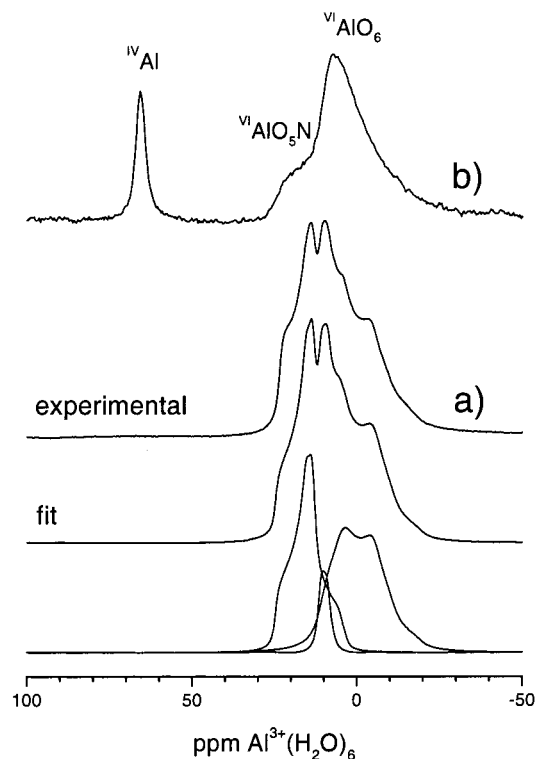 ⱽᴵAlO₆
ᴵⱽAl
ⱽᴵAlO₅N
b)
experimental
a)
fit
100 50 0 -50
ppm Al³⁺(H₂O)₆